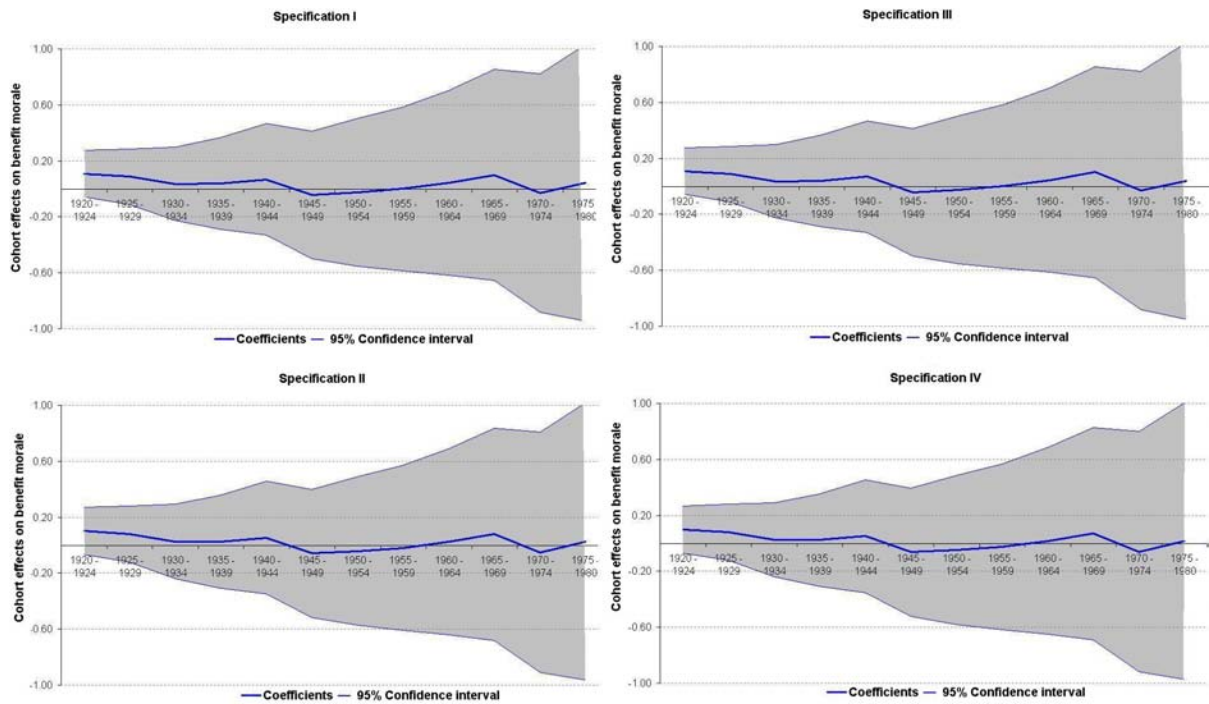 Specification I
Cohort effects on benefit morale
1.00
0.60
0.20
-0.20
-0.60
-1.00
1920 - 1925 - 1930 - 1935 - 1940 - 1945 - 1950 - 1955 - 1960 - 1965 - 1970 - 1975
1924 1929 1934 1939 1944 1949 1954 1959 1964 1969 1974 1980
Coefficients 95% Confidence interval
Specification III
Cohort effects on benefit morale
1.00
0.60
0.20
-0.20
-0.60
-1.00
1920 - 1925 - 1930 - 1935 - 1940 - 1945 - 1950 - 1955 - 1960 - 1965 - 1970 - 1975 -
1924 1929 1934 1939 1944 1949 1954 1959 1964 1969 1974 1980
Coefficients 95% Confidence interval
Specification II
Cohort effects on benefit morale
1.00
0.60
0.20
-0.20
-0.60
-1.00
1920 - 1925 - 1930 - 1935 - 1940 - 1945 - 1950 - 1955 - 1960 - 1965 - 1970 - 1975 -
1924 1929 1934 1939 1944 1949 1954 1959 1964 1969 1974 1980
Coefficients 95% Confidence interval
Specification IV
Cohort effects on benefit morale
1.00
0.60
0.20
-0.20
-0.60
-1.00
1920 - 1925 - 1930 - 1935 - 1940 - 1945 - 1950 - 1955 - 1960 - 1965 - 1970 - 1975 -
1924 1929 1934 1939 1944 1949 1954 1959 1964 1969 1974 1980
Coefficients 95% Confidence interval